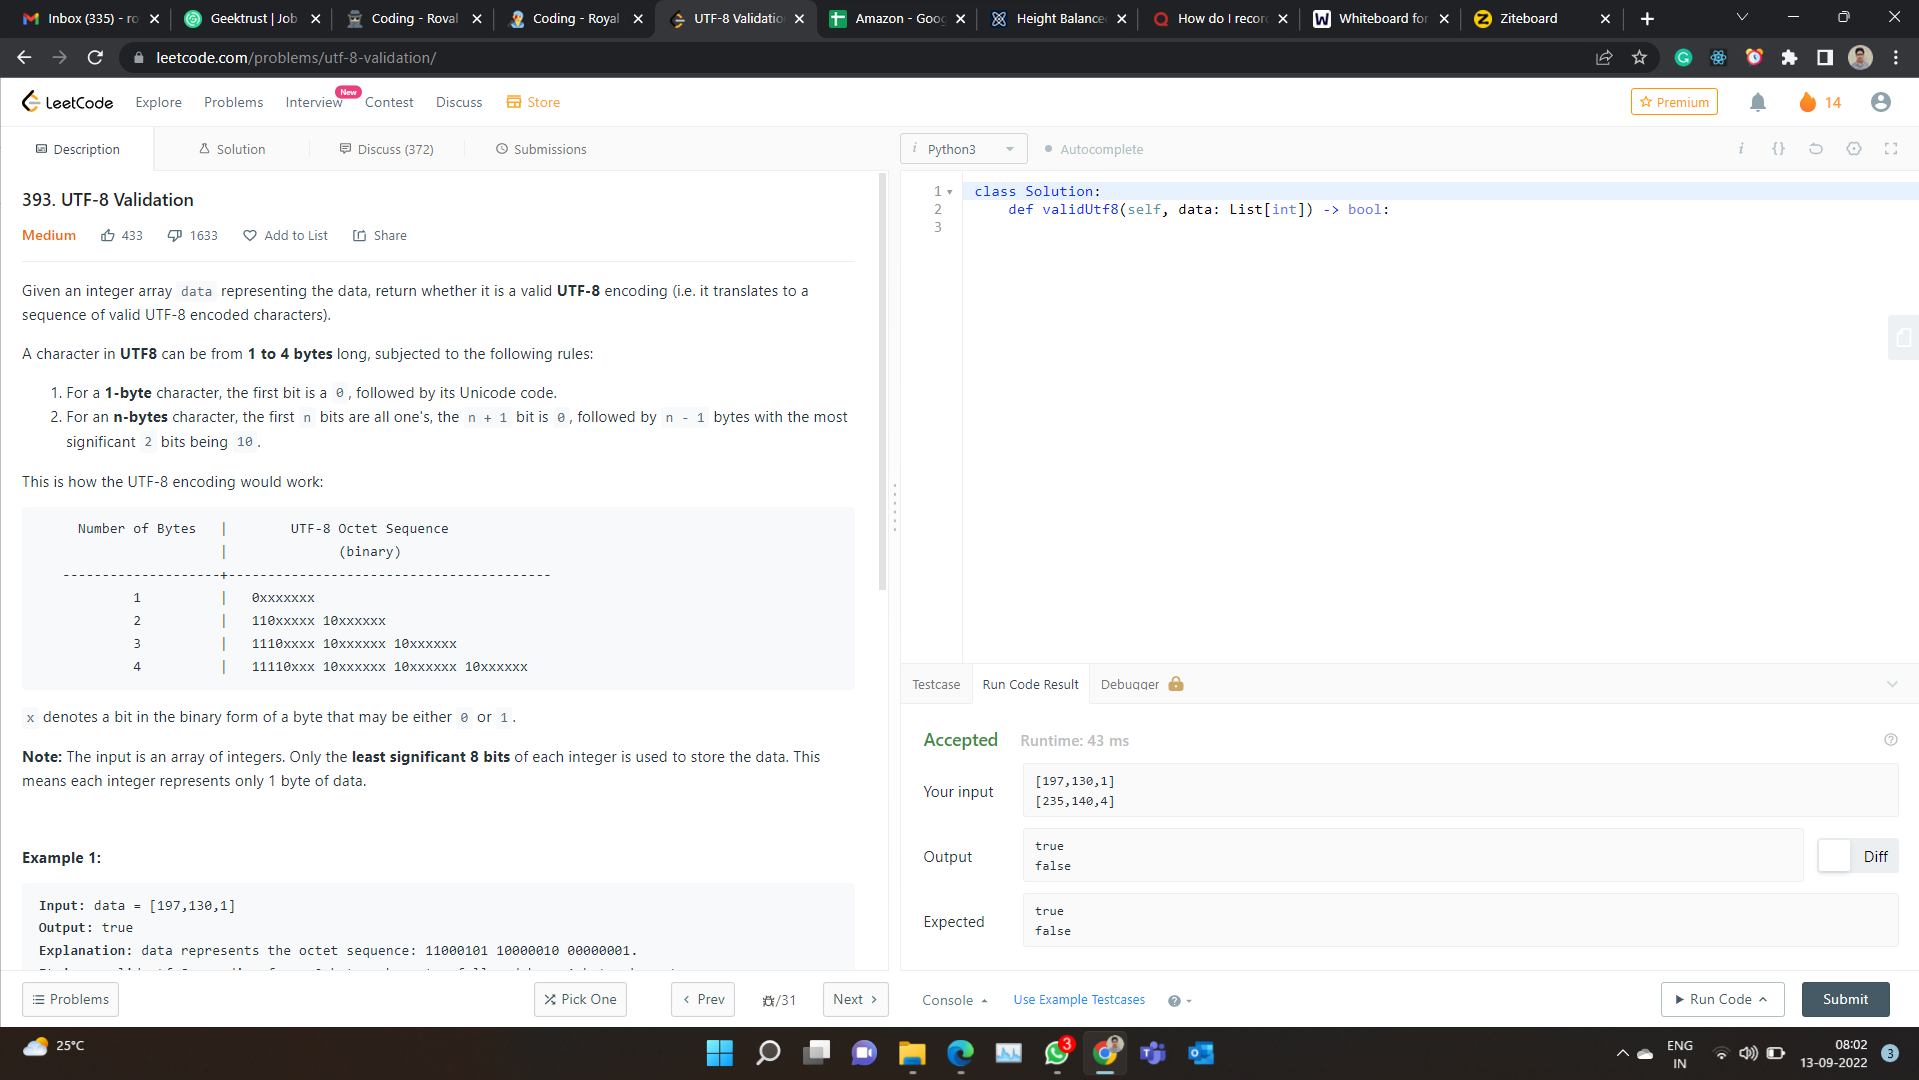 Inbox (335) - ro
Geektrust | Job
Coding - Royal
Coding - Royal
UTF-8 Validatio
Amazon - Goog
Height Balance
How do I recor
Whiteboard for
Ziteboard
leetcode.com/problems/utf-8-validation/
LeetCode
Explore
Problems
Interview
New
Contest
Discuss
Store
Premium
14
Description
Solution
Discuss (372)
Submissions
i Python3
Autocomplete
393. UTF-8 Validation
Medium
433
1633
Add to List
Share
Given an integer array data representing the data, return whether it is a valid UTF-8 encoding (i.e. it translates to a
sequence of valid UTF-8 encoded characters).
A character in UTF8 can be from 1 to 4 bytes long, subjected to the following rules:
1. For a 1-byte character, the first bit is a 0, followed by its Unicode code.
2. For an n-bytes character, the first n bits are all one's, the n + 1 bit is 0, followed by n - 1 bytes with the most
significant 2 bits being 10.
This is how the UTF-8 encoding would work:
Number of Bytes | UTF-8 Octet Sequence
| (binary)
--------------------+-----------------------------------------
1 | 0xxxxxxx
2 | 110xxxxx 10xxxxxx
3 | 1110xxxx 10xxxxxx 10xxxxxx
4 | 11110xxx 10xxxxxx 10xxxxxx 10xxxxxx
x denotes a bit in the binary form of a byte that may be either 0 or 1.
Note: The input is an array of integers. Only the least significant 8 bits of each integer is used to store the data. This
means each integer represents only 1 byte of data.
Example 1:
Input: data = [197,130,1]
Output: true
Explanation: data represents the octet sequence: 11000101 10000010 00000001.
1 class Solution:
2 def validUtf8(self, data: List[int]) -> bool:
3
Testcase
Run Code Result
Debugger
Accepted
Runtime: 43 ms
Your input
[197,130,1]
[235,140,4]
Output
true
false
Diff
Expected
true
false
Problems
Pick One
Prev
/31
Next
Console
Use Example Testcases
Run Code
Submit
25°C
3
ENG
IN
08:02
13-09-2022
3